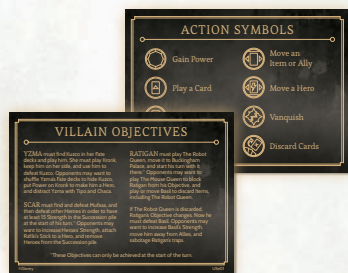 ACTION SYMBOLS
Gain Power
Move an
Item or Ally
Play a Card
Move a Hero
Vanquish
Discard Cards
VILLAIN OBJECTIVES
YZMA must find Kuzco in her Fate
decks and play him. She must play Kronk,
keep him on her side, and use him to
defeat Kuzco. Opponents may want to
shuffle Yzma's Fate decks to hide Kuzco,
put Power on Kronk to make him a Hero,
and distract Yzma with Tipo and Chaca.
SCAR must find and defeat Mufasa, and
then defeat other Heroes in order to have
at least 15 Strength in the Succession pile
at the start of his turn.* Opponents may
want to increase Heroes' Strength, attach
Rafiki's Stick to a Hero, and remove
Heroes from the Succession pile.
RATIGAN must play The Robot
Queen, move it to Buckingham
Palace, and start his turn with it
there.* Opponents may want to
play The Mouse Queen to block
Ratigan from his Objective, and
play or move Basil to discard Items,
including The Robot Queen.
If The Robot Queen is discarded,
Ratigan's Objective changes. Now he
must defeat Basil. Opponents may
want to increase Basil's Strength,
move him away from Allies, and
sabotage Ratigan's traps.
*These Objectives can only be achieved at the start of the turn.
©Disney